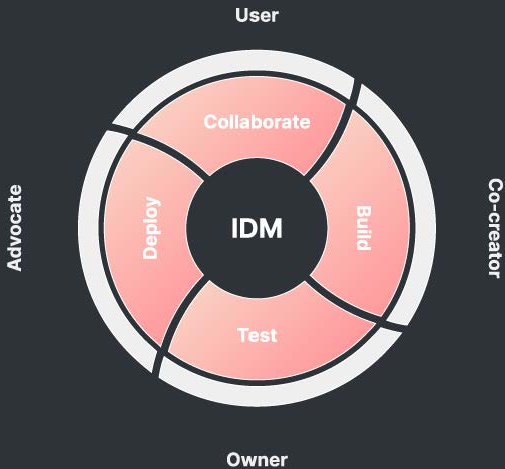 User
Collaborate
Advocate
Deploy
IDM
Build
Co-creator
Test
Owner